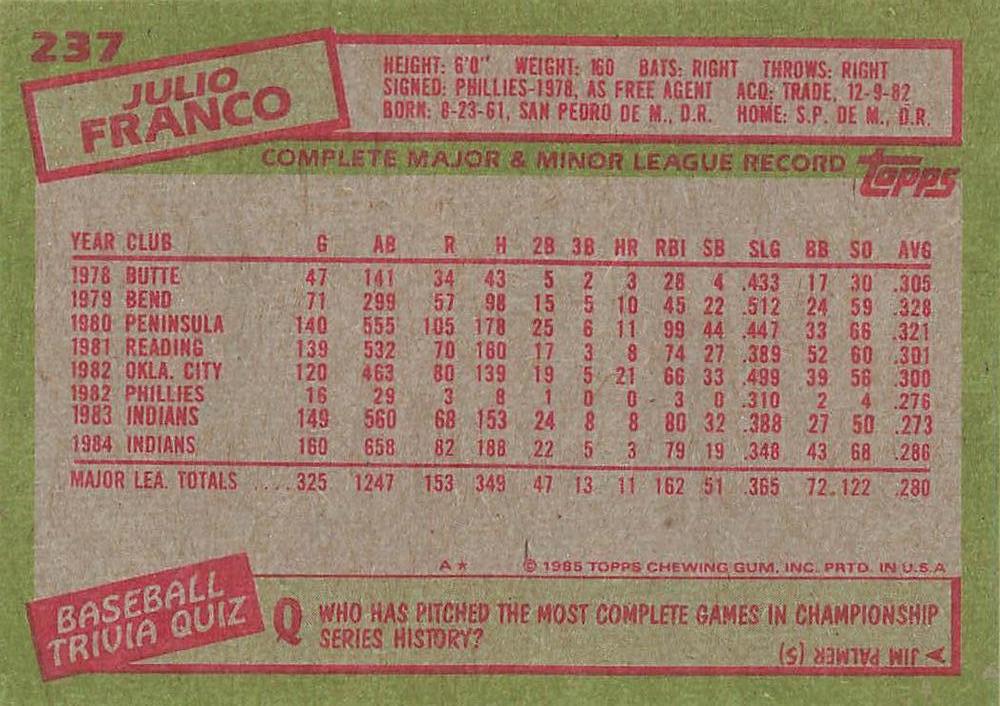 237
JULIO
FRANCO
HEIGHT: 6'0" WEIGHT: 160 BATS: RIGHT THROWS: RIGHT
SIGNED: PHILLIES-1978, AS FREE AGENT ACQ: TRADE, 12-9-82
BORN: 8-23-61, SAN PEDRO DE M., D.R. HOME: S.P. DE M., D.R.
COMPLETE MAJOR & MINOR LEAGUE RECORD topps
YEAR CLUB G AB R H 2B 3B HR RBI SB SLG BB SO AVG
1978 BUTTE 47 141 34 43 5 2 3 28 4 .433 17 30 .305
1979 BEND 71 299 57 98 15 5 10 45 22 .512 24 59 .328
1980 PENINSULA 140 555 105 178 25 6 11 99 44 .447 33 66 .321
1981 READING 139 532 70 160 17 3 8 74 27 .389 52 60 .301
1982 OKLA. CITY 120 463 80 139 19 5 21 66 33 .499 39 56 .300
1982 PHILLIES 16 29 3 8 1 0 0 3 0 .310 2 4 .276
1983 INDIANS 149 560 68 153 24 8 8 80 32 .388 27 50 .273
1984 INDIANS 160 658 82 188 22 5 3 79 19 .348 43 68 .286
MAJOR LEA. TOTALS ....325 1247 153 349 47 13 11 162 51 .365 72 122 .280
A* © 1985 TOPPS CHEWING GUM, INC. PRTD. IN U.S.A
BASEBALL
TRIVIA QUIZ
Q WHO HAS PITCHED THE MOST COMPLETE GAMES IN CHAMPIONSHIP
SERIES HISTORY?
A JIM PALMER (5)